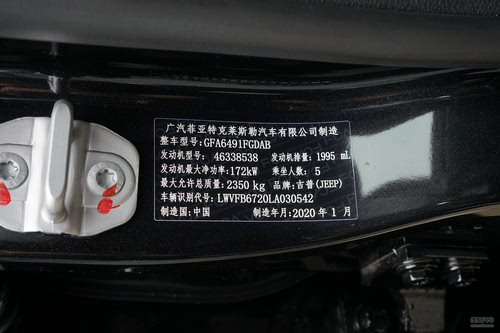 广汽菲亚特克莱斯勒汽车有限公司制造
整车型号:GFA6491FGDAB
发动机型号: 46338538 发动机排量: 1995 mL
发动机最大净功率:172kW 乘坐人数: 5
最大允许总质量: 2350 kg 品牌:吉普(JEEP)
车辆识别代号: LWVFB6720LA030542
制造国:中国 制造年月:2020 年 1 月